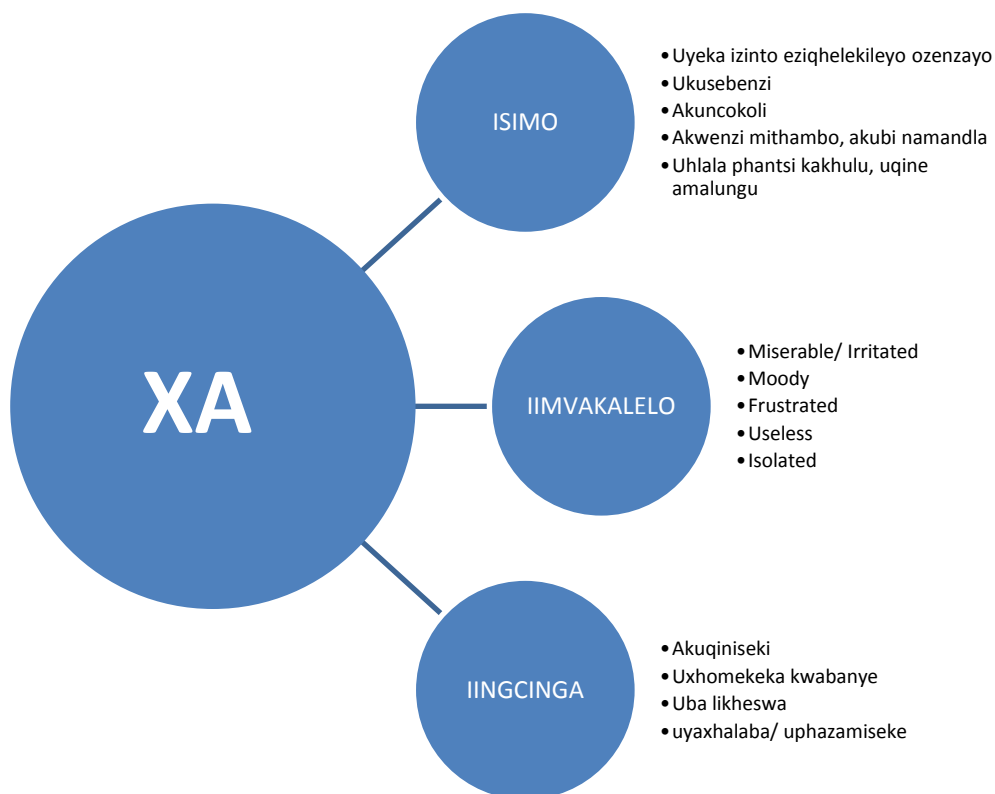 XA
ISIMO
•Uyeka izinto eziqhelekileyo ozenzayo
•Ukusebenzi
•Akuncokoli
•Akwenzi mithambo, akubi namandla
•Uhlala phantsi kakhulu, uqine
amalungu
IIMVAKALELO
•Miserable/ Irritated
•Moody
•Frustrated
•Useless
•Isolated
IINGCINGA
•Akuqiniseki
•Uxhomekeka kwabanye
•Uba likheswa
•uyaxhalaba/ uphazamiseke